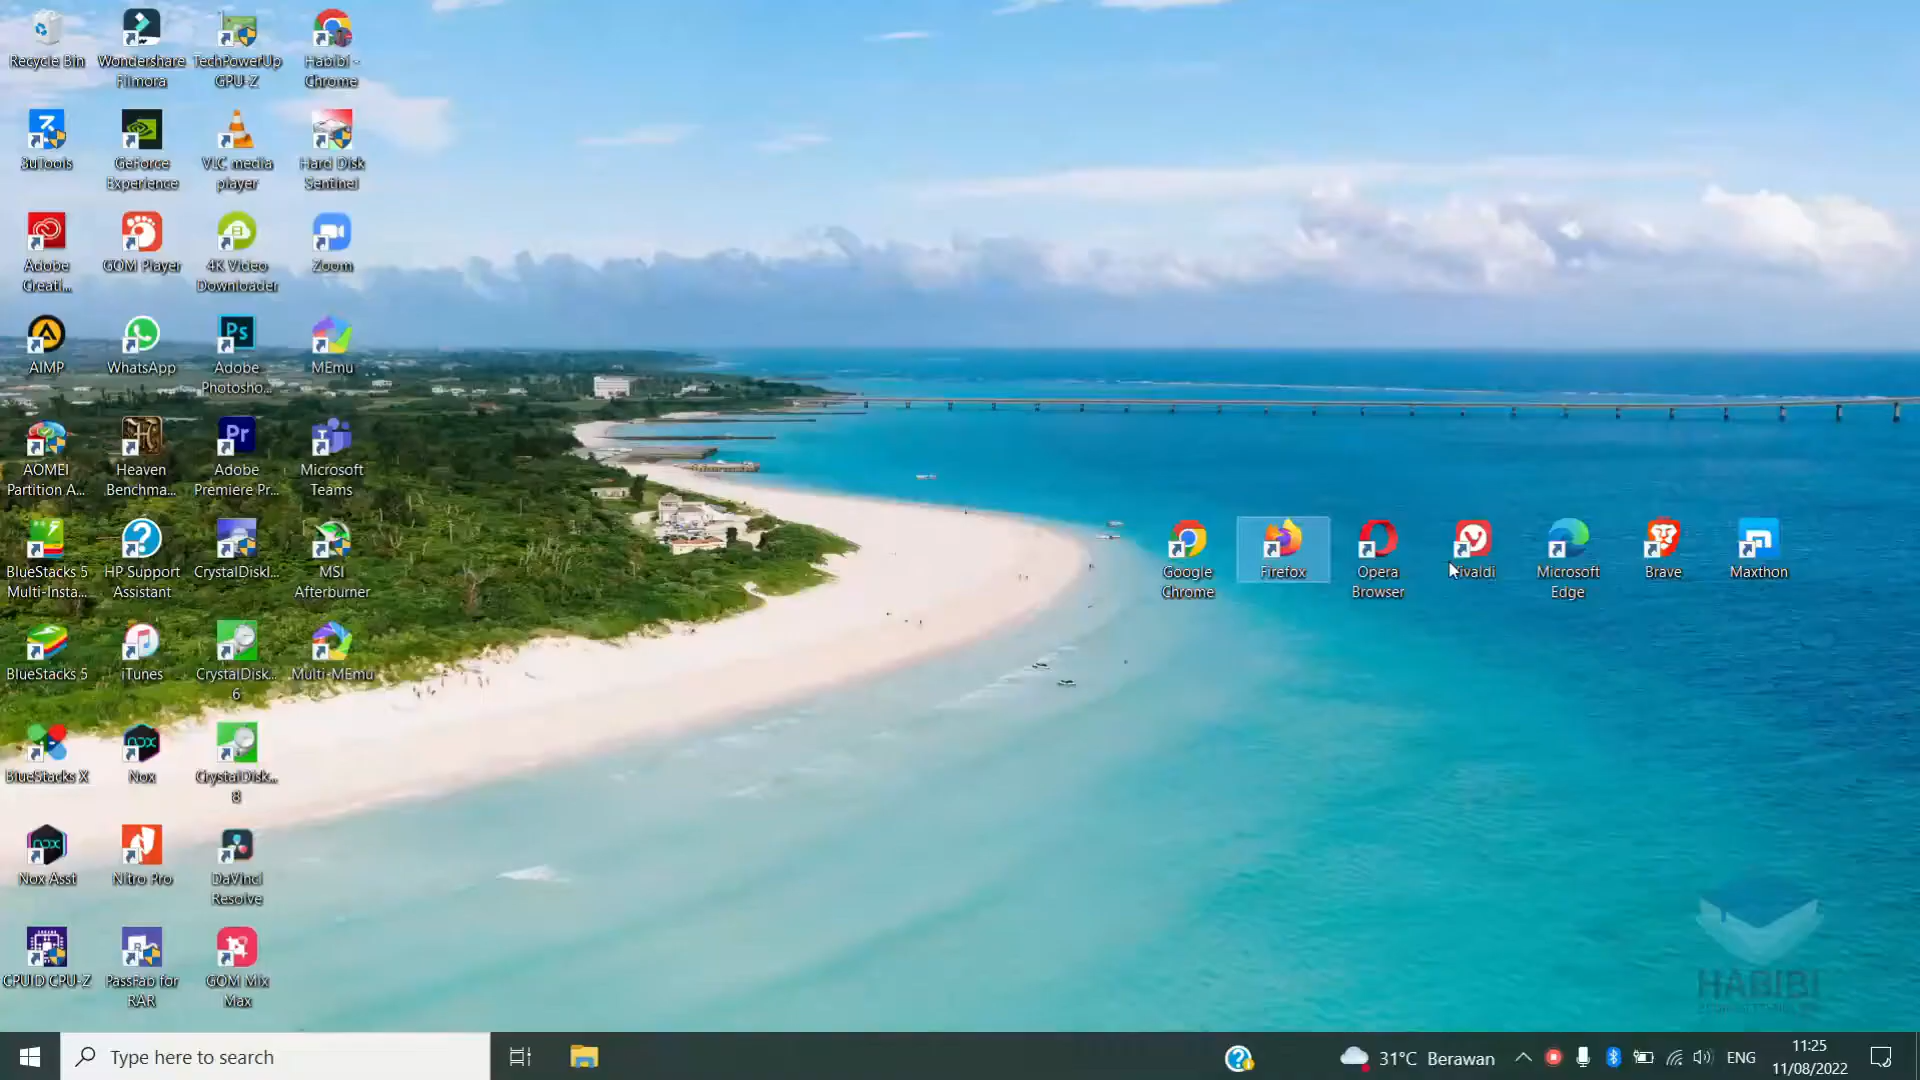 Recycle Bin
Wondershare
Filmora
TechPowerUp
GPU-Z
Habibi -
Chrome
3uTools
GeForce
Experience
VLC media
player
Hard Disk
Sentinel
Adobe
Creati...
GOM Player
4K Video
Downloader
Zoom
AIMP
WhatsApp
Ps
Adobe
Photosho...
MEmu
AOMEI
Partition A...
Heaven
Benchma...
Pr
Adobe
Premiere Pr...
Microsoft
Teams
BlueStacks 5
Multi-Insta...
HP Support
Assistant
CrystalDiskI...
MSI
Afterburner
Google
Chrome
Firefox
Opera
Browser
Microsoft
Edge
Brave
Maxthon
BlueStacks 5
iTunes
CrystalDisk...
6
Multi-MEmu
BlueStacks X
nox
Nox
CrystalDisk...
8
nox
Nox Asst
Nitro Pro
DaVinci
Resolve
CPUID CPU-Z
PassFab for
RAR
GOM Mix
Max
HABIBI
Type here to search
31°C Berawan
ENG
11:25
11/08/2022